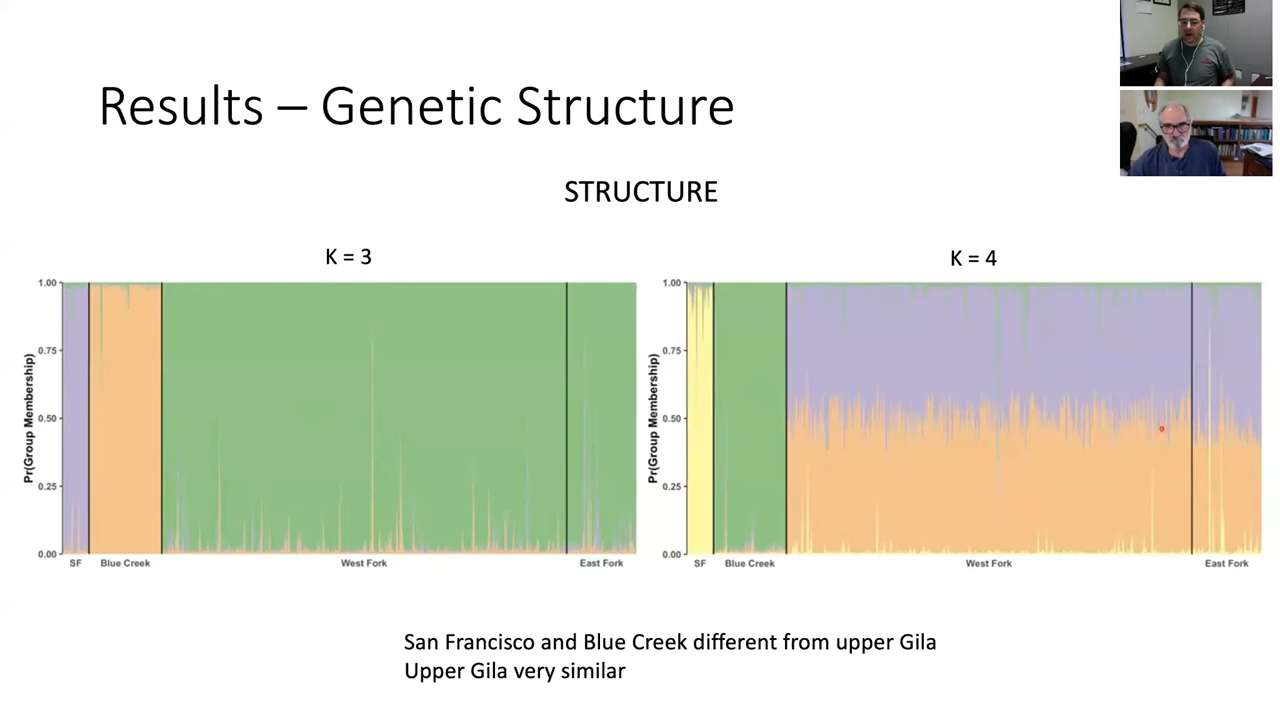 Results – Genetic Structure
STRUCTURE
K = 3
K = 4
Pr(Group Membership)
1.00
0.75
0.50
0.25
0.00
SF
Blue Creek
West Fork
East Fork
Pr(Group Membership)
1.00
0.75
0.50
0.25
0.00
SF
Blue Creek
West Fork
East Fork
San Francisco and Blue Creek different from upper Gila
Upper Gila very similar